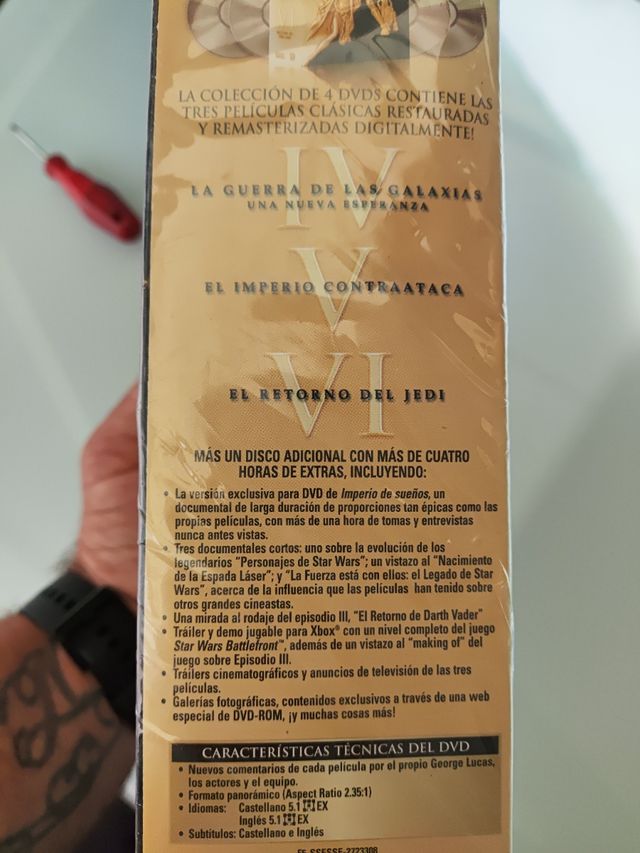 LA COLECCIÓN DE 4 DVDS CONTIENE LAS
TRES PELÍCULAS CLÁSICAS RESTAURADAS
Y REMASTERIZADAS DIGITALMENTE!
IV
LA GUERRA DE LAS GALAXIAS
UNA NUEVA ESPERANZA
V
EL IMPERIO CONTRAATACA
VI
EL RETORNO DEL JEDI
MÁS UN DISCO ADICIONAL CON MÁS DE CUATRO
HORAS DE EXTRAS, INCLUYENDO:
• La versión exclusiva para DVD de Imperio de sueños, un
documental de larga duración de proporciones tan épicas como las
propias películas, con más de una hora de tomas y entrevistas
nunca antes vistas.
• Tres documentales cortos: uno sobre la evolución de los
legendarios "Personajes de Star Wars"; un vistazo al "Nacimiento
de la Espada Láser"; y "La Fuerza está con ellos: el Legado de Star
Wars", acerca de la influencia que las películas han tenido sobre
otros grandes cineastas.
• Una mirada al rodaje del episodio III, "El Retorno de Darth Vader"
• Tráiler y demo jugable para Xbox® con un nivel completo del juego
Star Wars Battlefront™, además de un vistazo al "making of" del
juego sobre Episodio III.
• Tráilers cinematográficos y anuncios de televisión de las tres
películas.
• Galerías fotográficas, contenidos exclusivos a través de una web
especial de DVD-ROM, ¡y muchas cosas más!
CARACTERÍSTICAS TÉCNICAS DEL DVD
• Nuevos comentarios de cada película por el propio George Lucas,
los actores y el equipo.
• Formato panorámico (Aspect Ratio 2.35:1)
• Idiomas: Castellano 5.1 EX
Inglés 5.1 EX
• Subtítulos: Castellano e Inglés